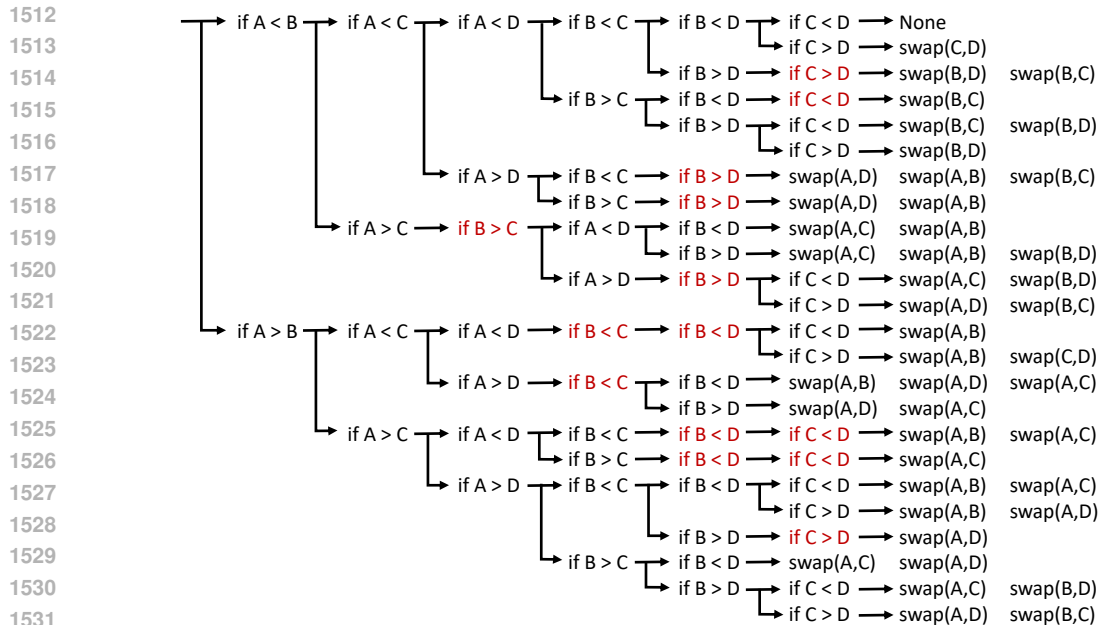 1512
1513
1514
1515
1516
1517
1518
1519
1520
1521
1522
1523
1524
1525
1526
1527
1528
1529
1530
1531
if A < B if A < C if A < D if B < C if B < D if C < D None
if C > D swap(C,D)
if B > D if C > D swap(B,D) swap(B,C)
if B > C if B < D if C < D swap(B,C)
if B > D if C < D swap(B,C) swap(B,D)
if C > D swap(B,D)
if A > D if B < C if B > D swap(A,D) swap(A,B) swap(B,C)
if B > C if B > D swap(A,D) swap(A,B)
if A > C if B > C if A < D if B < D swap(A,C) swap(A,B)
if B > D swap(A,C) swap(A,B) swap(B,D)
if A > D if B > D if C < D swap(A,C) swap(B,D)
if C > D swap(A,D) swap(B,C)
if A > B if A < C if A < D if B < C if B < D if C < D swap(A,B)
if C > D swap(A,B) swap(C,D)
if A > D if B < C if B < D swap(A,B) swap(A,D) swap(A,C)
if B > D swap(A,D) swap(A,C)
if A > C if A < D if B < C if B < D if C < D swap(A,B) swap(A,C)
if B > C if B < D if C < D swap(A,C)
if A > D if B < C if B < D if C < D swap(A,B) swap(A,C)
if C > D swap(A,B) swap(A,D)
if B > D if C > D swap(A,D)
if B > C if B < D swap(A,C) swap(A,D)
if B > D if C < D swap(A,C) swap(B,D)
if C > D swap(A,D) swap(B,C)